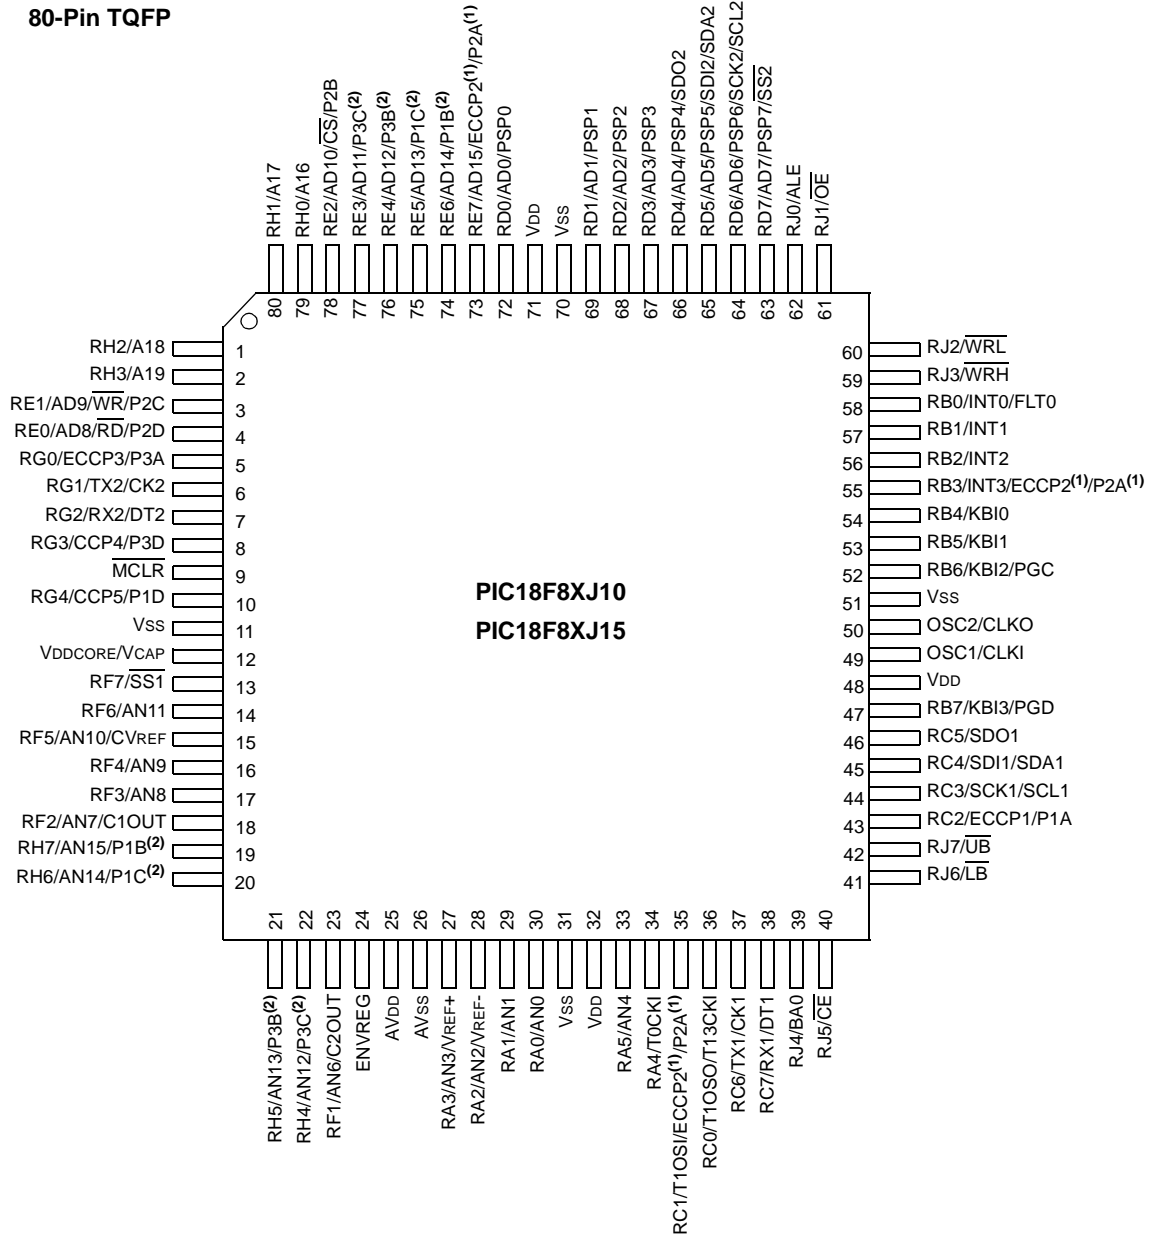 80-Pin TQFP
RH1/A17
RH0/A16
RE2/AD10/C̅S̅/P2B
RE3/AD11/P3C(2)
RE4/AD12/P3B(2)
RE5/AD13/P1C(2)
RE6/AD14/P1B(2)
RE7/AD15/ECCP2(1)/P2A(1)
RD0/AD0/PSP0
VDD
VSS
RD1/AD1/PSP1
RD2/AD2/PSP2
RD3/AD3/PSP3
RD4/AD4/PSP4/SDO2
RD5/AD5/PSP5/SDI2/SDA2
RD6/AD6/PSP6/SCK2/SCL2
RD7/AD7/PSP7/S̅S̅2̅
RJ0/ALE
RJ1/O̅E̅
80
79
78
77
76
75
74
73
72
71
70
69
68
67
66
65
64
63
62
61
RH2/A18 1
RH3/A19 2
RE1/AD9/W̅R̅/P2C 3
RE0/AD8/R̅D̅/P2D 4
RG0/ECCP3/P3A 5
RG1/TX2/CK2 6
RG2/RX2/DT2 7
RG3/CCP4/P3D 8
M̅C̅L̅R̅ 9
RG4/CCP5/P1D 10
VSS 11
VDDCORE/VCAP 12
RF7/S̅S̅1̅ 13
RF6/AN11 14
RF5/AN10/CVREF 15
RF4/AN9 16
RF3/AN8 17
RF2/AN7/C1OUT 18
RH7/AN15/P1B(2) 19
RH6/AN14/P1C(2) 20
PIC18F8XJ10
PIC18F8XJ15
60 RJ2/W̅R̅L̅
59 RJ3/W̅R̅H̅
58 RB0/INT0/FLT0
57 RB1/INT1
56 RB2/INT2
55 RB3/INT3/ECCP2(1)/P2A(1)
54 RB4/KBI0
53 RB5/KBI1
52 RB6/KBI2/PGC
51 VSS
50 OSC2/CLKO
49 OSC1/CLKI
48 VDD
47 RB7/KBI3/PGD
46 RC5/SDO1
45 RC4/SDI1/SDA1
44 RC3/SCK1/SCL1
43 RC2/ECCP1/P1A
42 RJ7/U̅B̅
41 RJ6/L̅B̅
21
22
23
24
25
26
27
28
29
30
31
32
33
34
35
36
37
38
39
40
RH5/AN13/P3B(2)
RH4/AN12/P3C(2)
RF1/AN6/C2OUT
ENVREG
AVDD
AVSS
RA3/AN3/VREF+
RA2/AN2/VREF-
RA1/AN1
RA0/AN0
VSS
VDD
RA5/AN4
RA4/T0CKI
RC1/T1OSI/ECCP2(1)/P2A(1)
RC0/T1OSO/T13CKI
RC6/TX1/CK1
RC7/RX1/DT1
RJ4/BA0
RJ5/C̅E̅